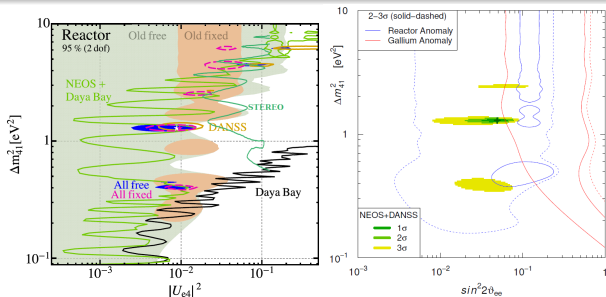 10
Reactor
95 % (2 dof)
Old free
Old fixed
NEOS +
Daya Bay
STEREO
DANSS
1
All free
All fixed
Daya Bay
10⁻¹
10⁻³
10⁻²
10⁻¹
Δm²₄₁[eV²]
|Uₑ₄|²
10
2−3σ (solid−dashed)
Reactor Anomaly
Gallium Anomaly
1
NEOS+DANSS
1σ
2σ
3σ
10⁻¹
10⁻³
10⁻²
10⁻¹
1
Δm²₄₁ [eV²]
sin²2ϑₑₑ